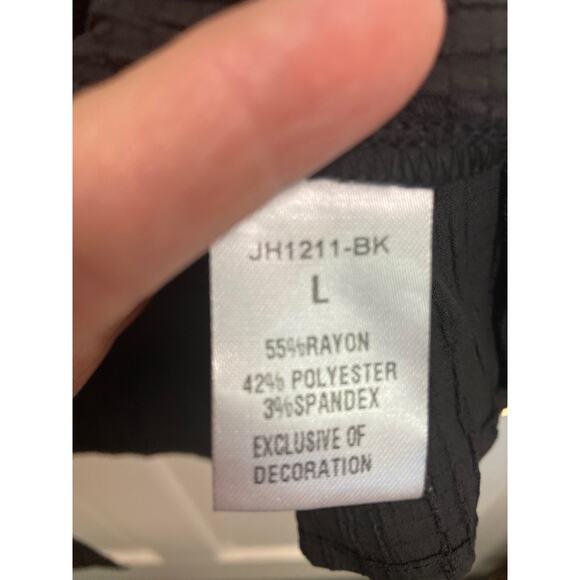 JH1211-BK
L
55%RAYON
42% POLYESTER
3%SPANDEX
EXCLUSIVE OF
DECORATION